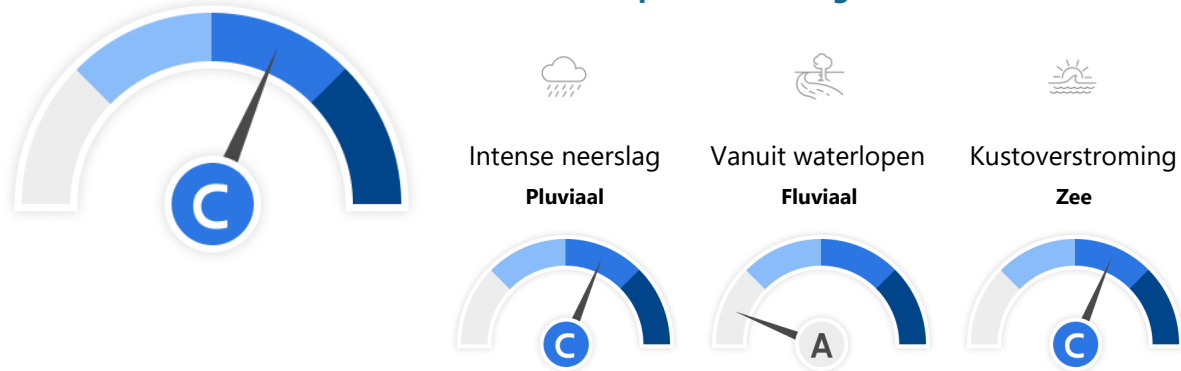 C
Intense neerslag
Vanuit waterlopen
Kustoverstroming
Pluviaal
Fluviaal
Zee
C
A
C